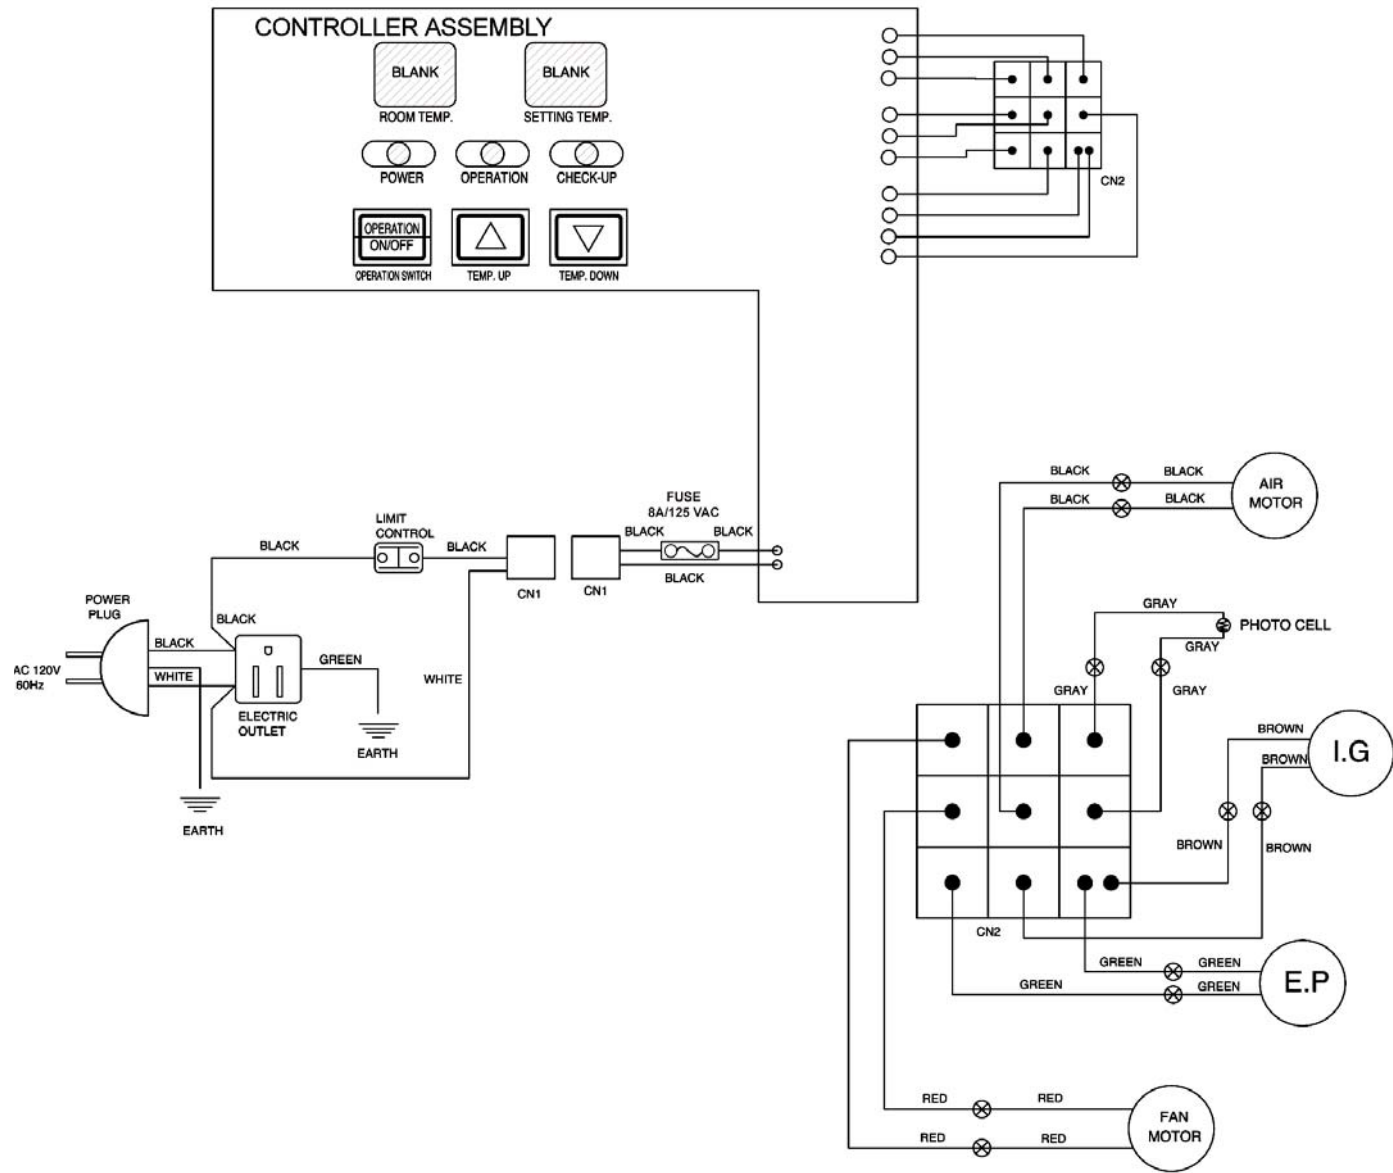 CONTROLLER ASSEMBLY
BLANK
BLANK
ROOM TEMP.
SETTING TEMP.
POWER
OPERATION
CHECK-UP
OPERATION
ON/OFF
OPERATION SWITCH
TEMP. UP
TEMP. DOWN
CN2
FUSE
8A/125 VAC
BLACK
BLACK
BLACK
LIMIT
CONTROL
BLACK
BLACK
CN1
CN1
POWER
PLUG
BLACK
BLACK
WHITE
AC 120V
60Hz
GREEN
WHITE
ELECTRIC
OUTLET
EARTH
EARTH
BLACK
BLACK
BLACK
BLACK
AIR
MOTOR
GRAY
GRAY
GRAY
GRAY
PHOTO CELL
BROWN
BROWN
I.G
BROWN
BROWN
CN2
GREEN
GREEN
GREEN
GREEN
E.P
RED
RED
RED
RED
FAN
MOTOR